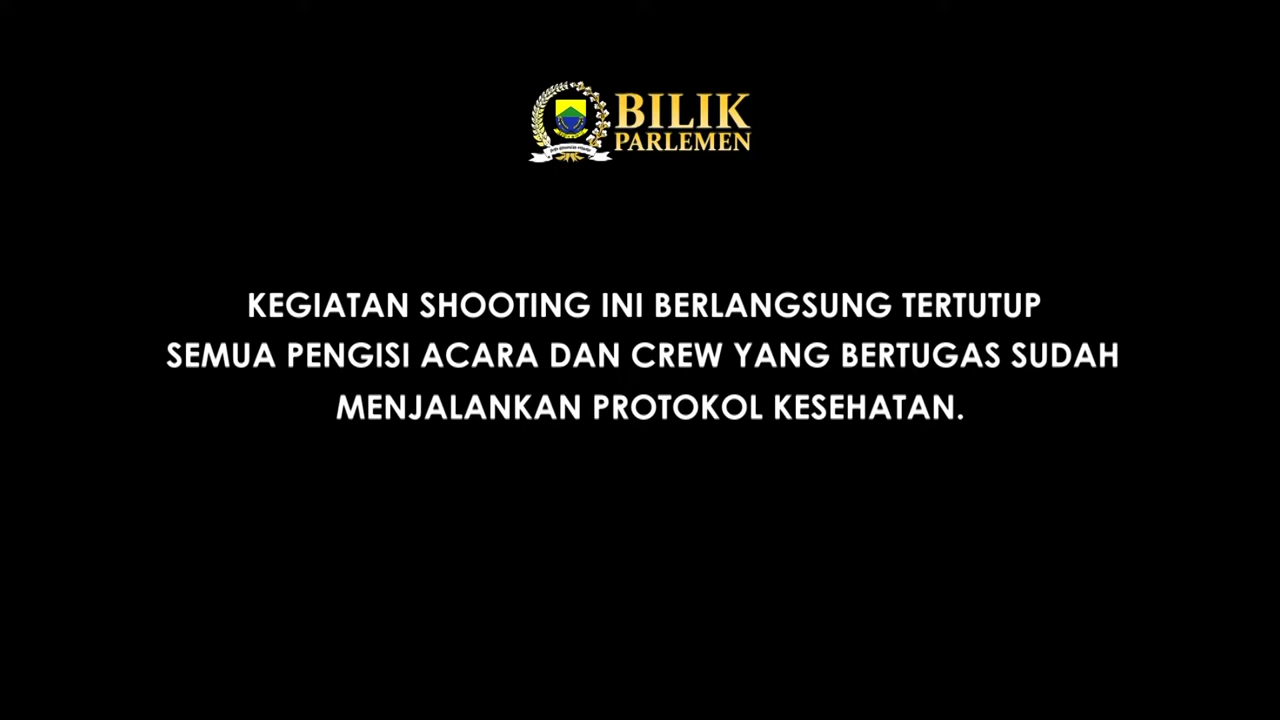 BILIK
PARLEMEN
KEGIATAN SHOOTING INI BERLANGSUNG TERTUTUP
SEMUA PENGISI ACARA DAN CREW YANG BERTUGAS SUDAH
MENJALANKAN PROTOKOL KESEHATAN.